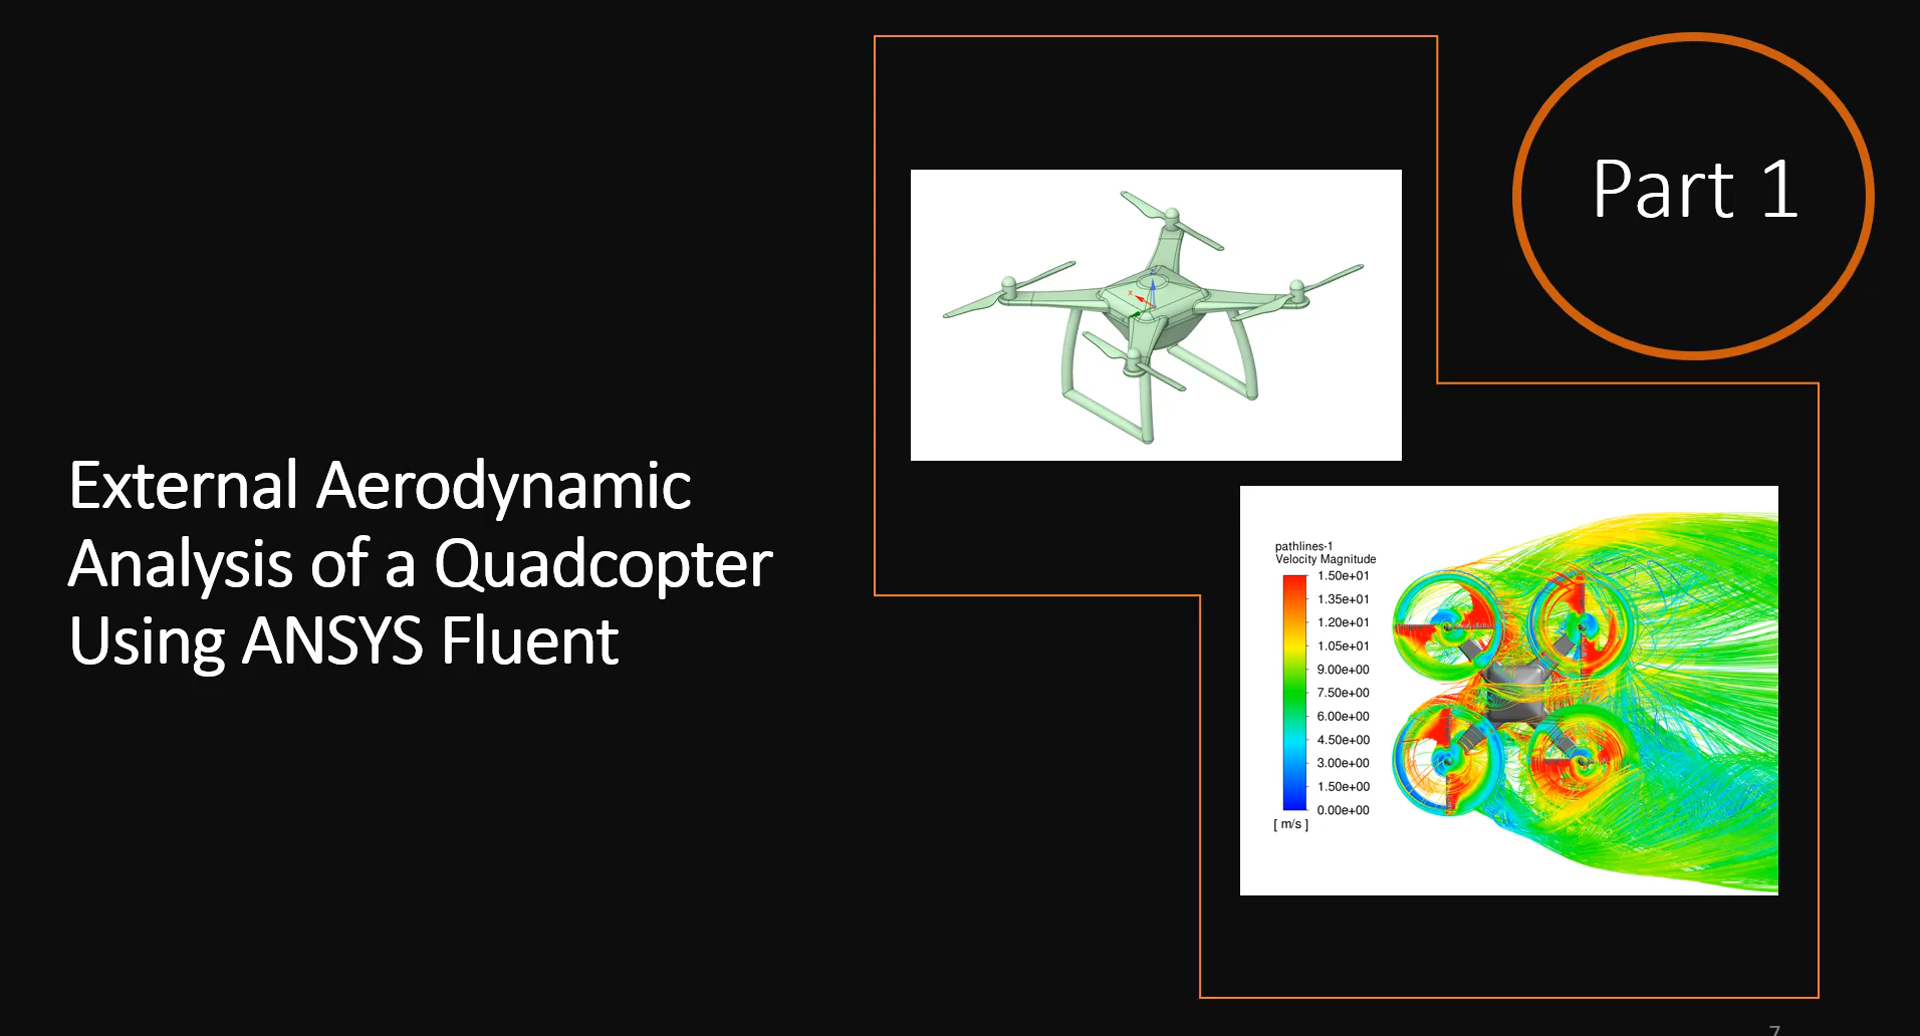 Part 1
External Aerodynamic
Analysis of a Quadcopter
Using ANSYS Fluent
Z
X
pathlines-1
Velocity Magnitude
1.50e+01
1.35e+01
1.20e+01
1.05e+01
9.00e+00
7.50e+00
6.00e+00
4.50e+00
3.00e+00
1.50e+00
0.00e+00
[ m/s ]
7